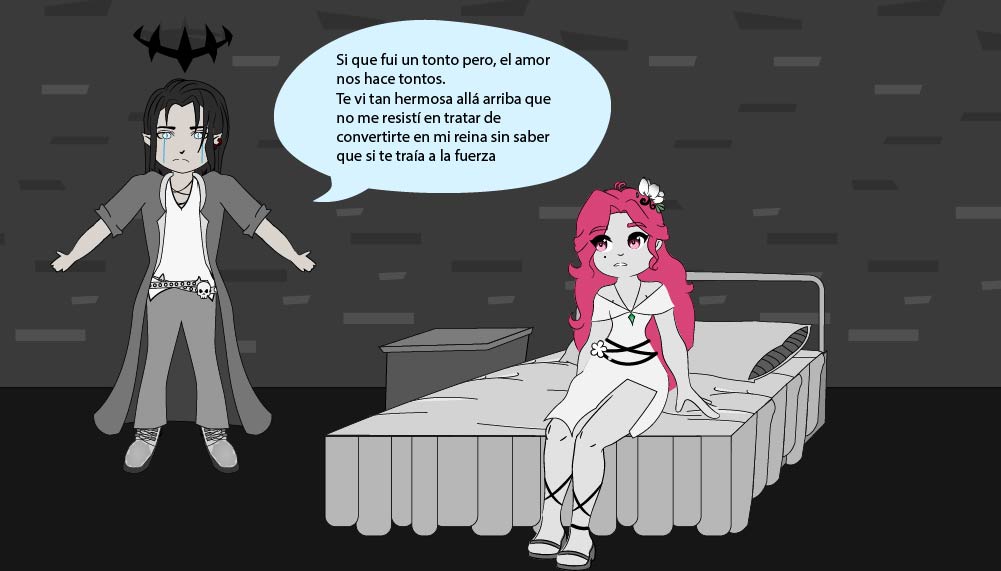 Si que fui un tonto pero, el amor
nos hace tontos.
Te vi tan hermosa allá arriba que
no me resistí en tratar de
convertirte en mi reina sin saber
que si te traía a la fuerza